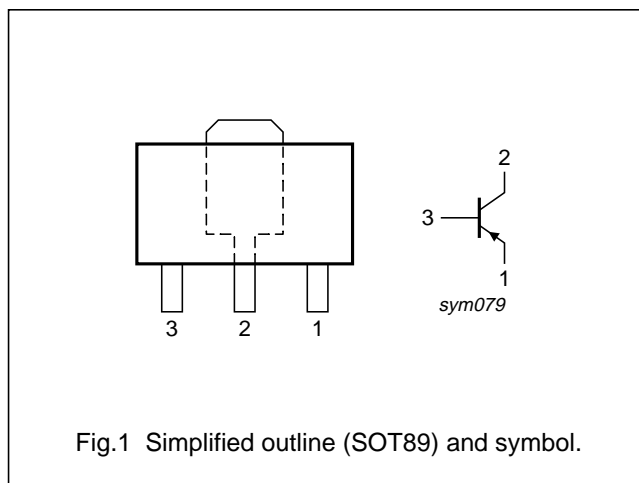 2
3
1
sym079
3 2 1
Fig.1 Simplified outline (SOT89) and symbol.